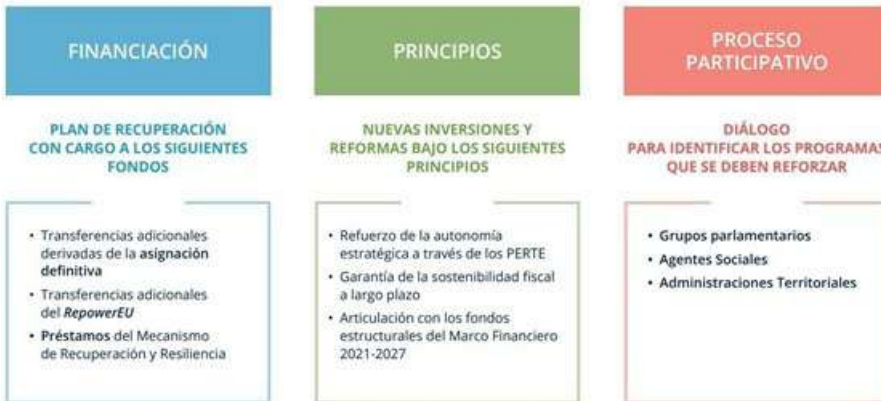 FINANCIACIÓN
PLAN DE RECUPERACIÓN
CON CARGO A LOS SIGUIENTES
FONDOS
• Transferencias adicionales
derivadas de la asignación
definitiva
• Transferencias adicionales
del RepowerEU
• Préstamos del Mecanismo
de Recuperación y Resiliencia
PRINCIPIOS
NUEVAS INVERSIONES Y
REFORMAS BAJO LOS SIGUIENTES
PRINCIPIOS
• Refuerzo de la autonomía
estratégica a través de los PERTE
• Garantía de la sostenibilidad fiscal
a largo plazo
• Articulación con los fondos
estructurales del Marco Financiero
2021-2027
PROCESO
PARTICIPATIVO
DIÁLOGO
PARA IDENTIFICAR LOS PROGRAMAS
QUE SE DEBEN REFORZAR
• Grupos parlamentarios
• Agentes Sociales
• Administraciones Territoriales